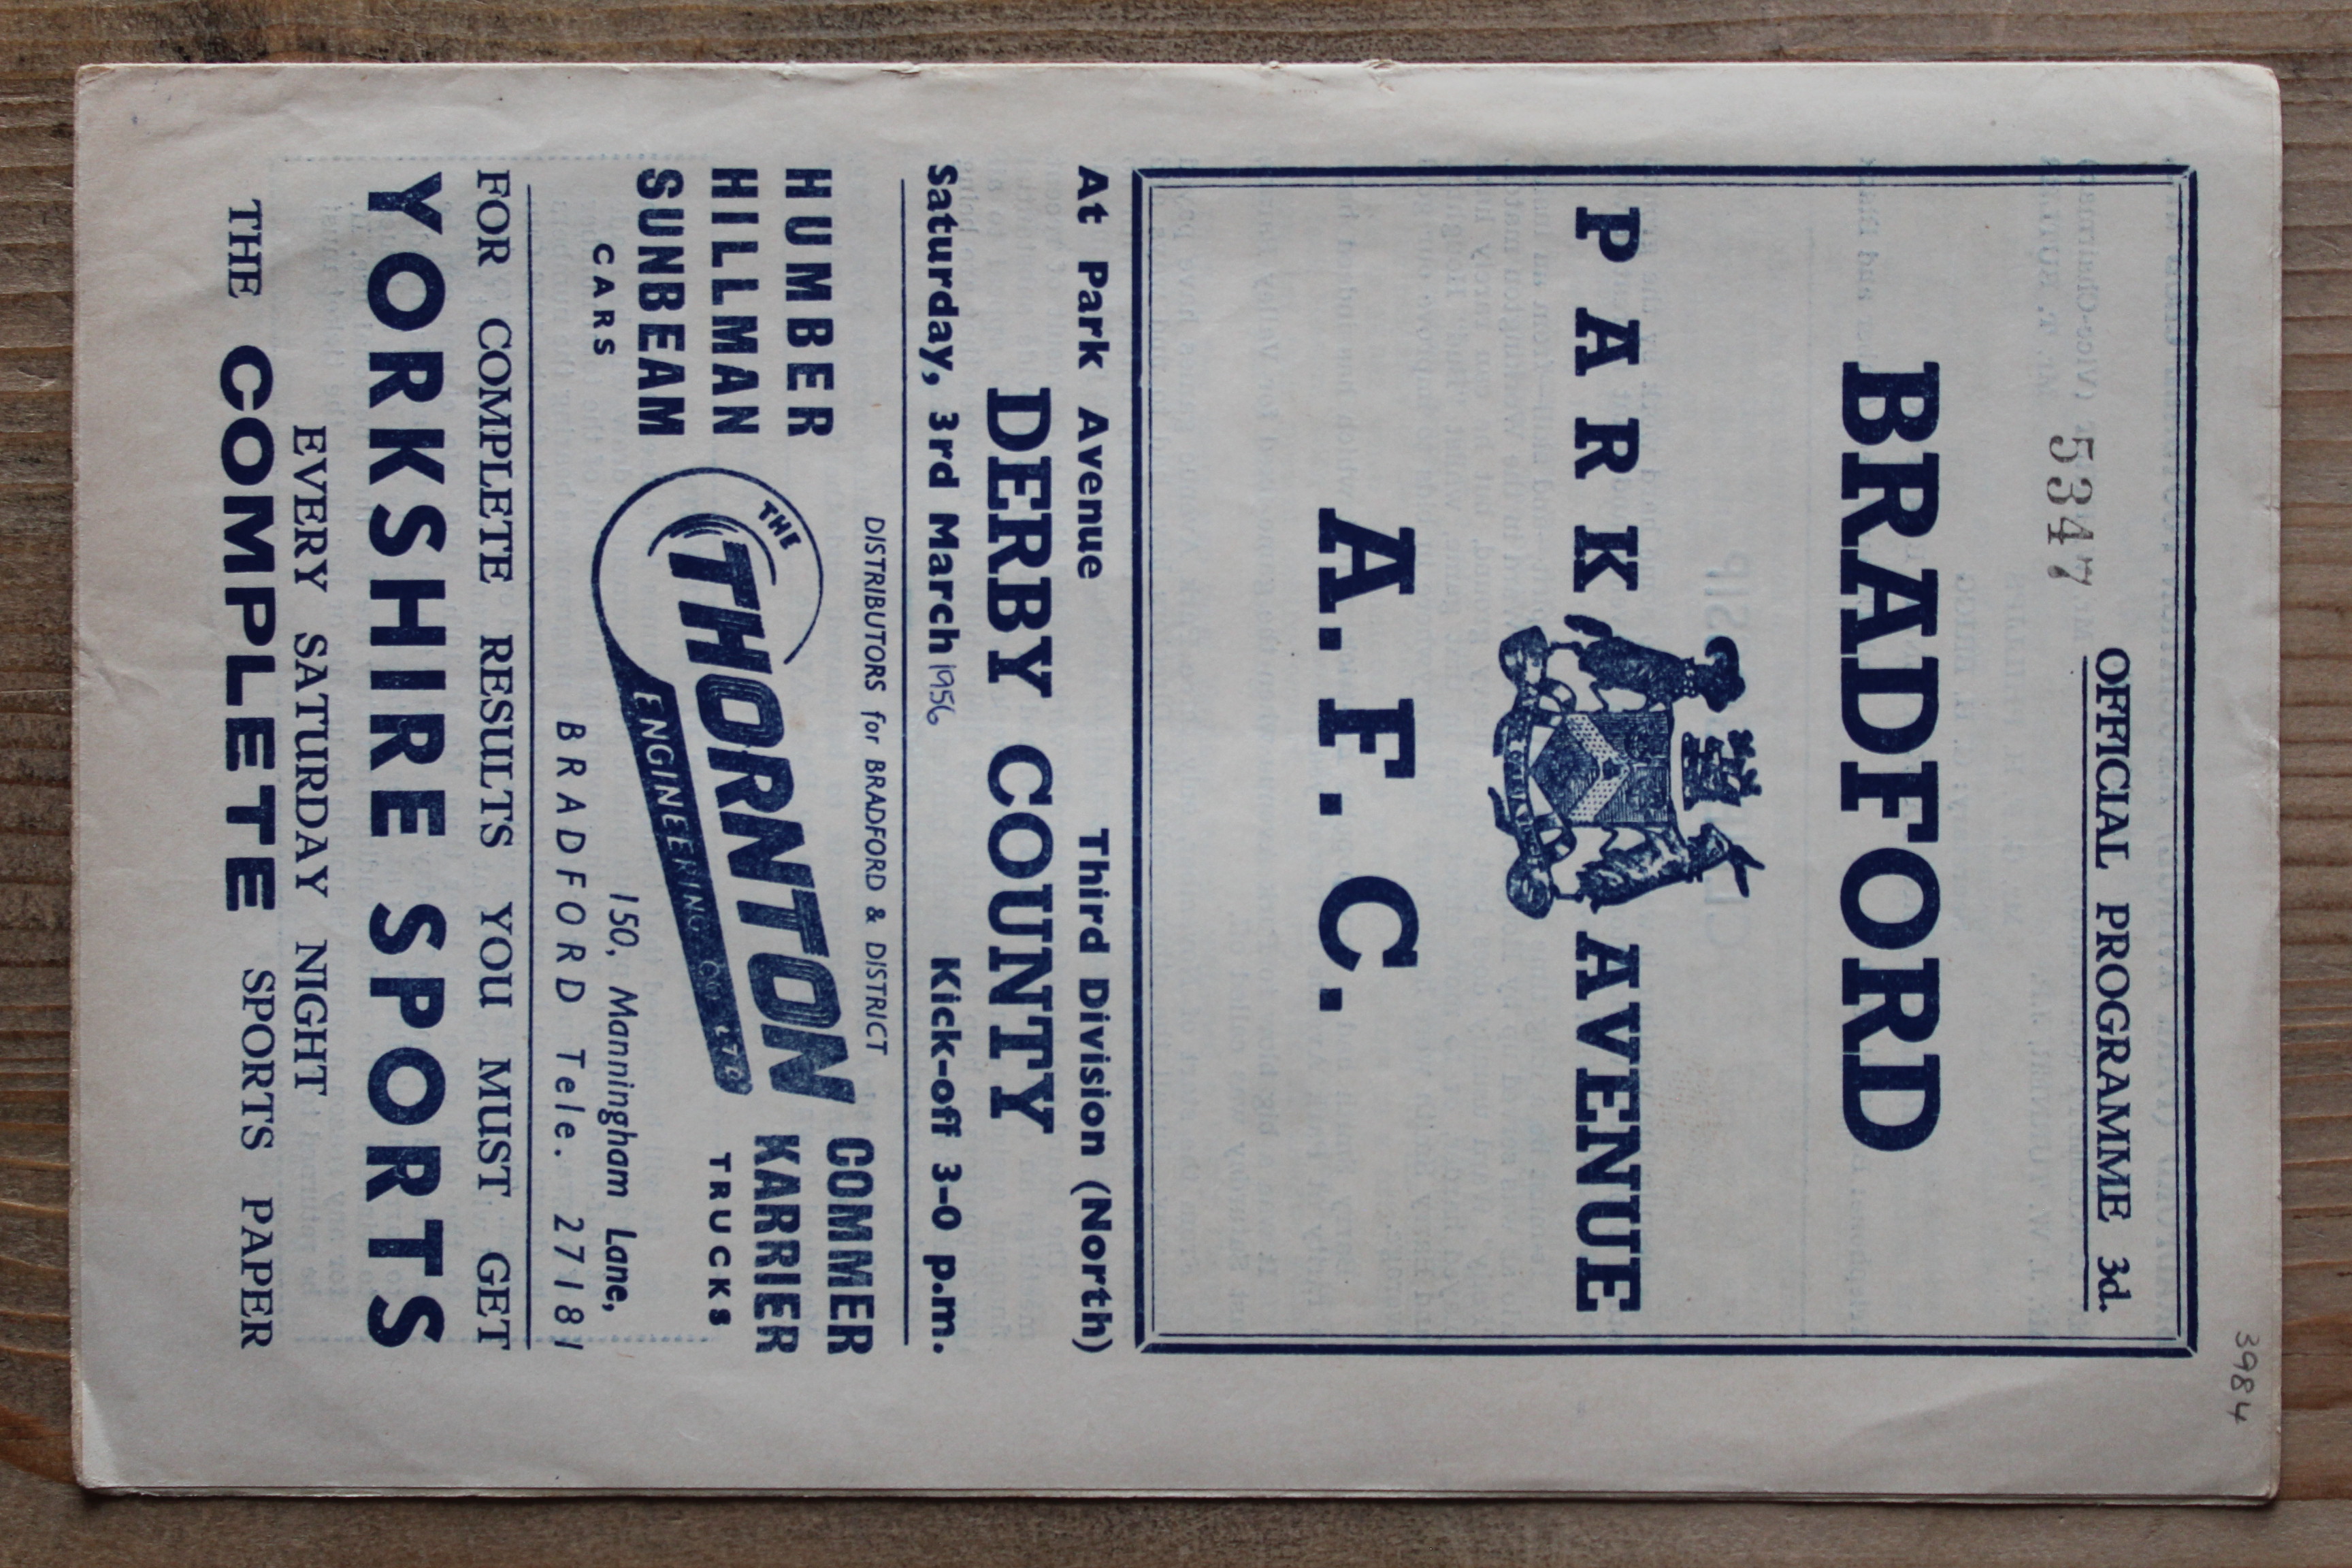 3984
OFFICIAL PROGRAMME 3d.
5347
BRADFORD
PARK AVENUE
A. F. C.
At Park Avenue Third Division (North)
DERBY COUNTY
Saturday, 3rd March 1956 Kick-off 3-0 p.m.
DISTRIBUTORS for BRADFORD & DISTRICT
HUMBER
HILLMAN
SUNBEAM
CARS
THE
THORNTON
ENGINEERING CO. LTD
COMMER
KARRIER
TRUCKS
150, Manningham Lane,
BRADFORD Tele. 27181
FOR COMPLETE RESULTS YOU MUST GET
YORKSHIRE SPORTS
EVERY SATURDAY NIGHT
THE COMPLETE SPORTS PAPER